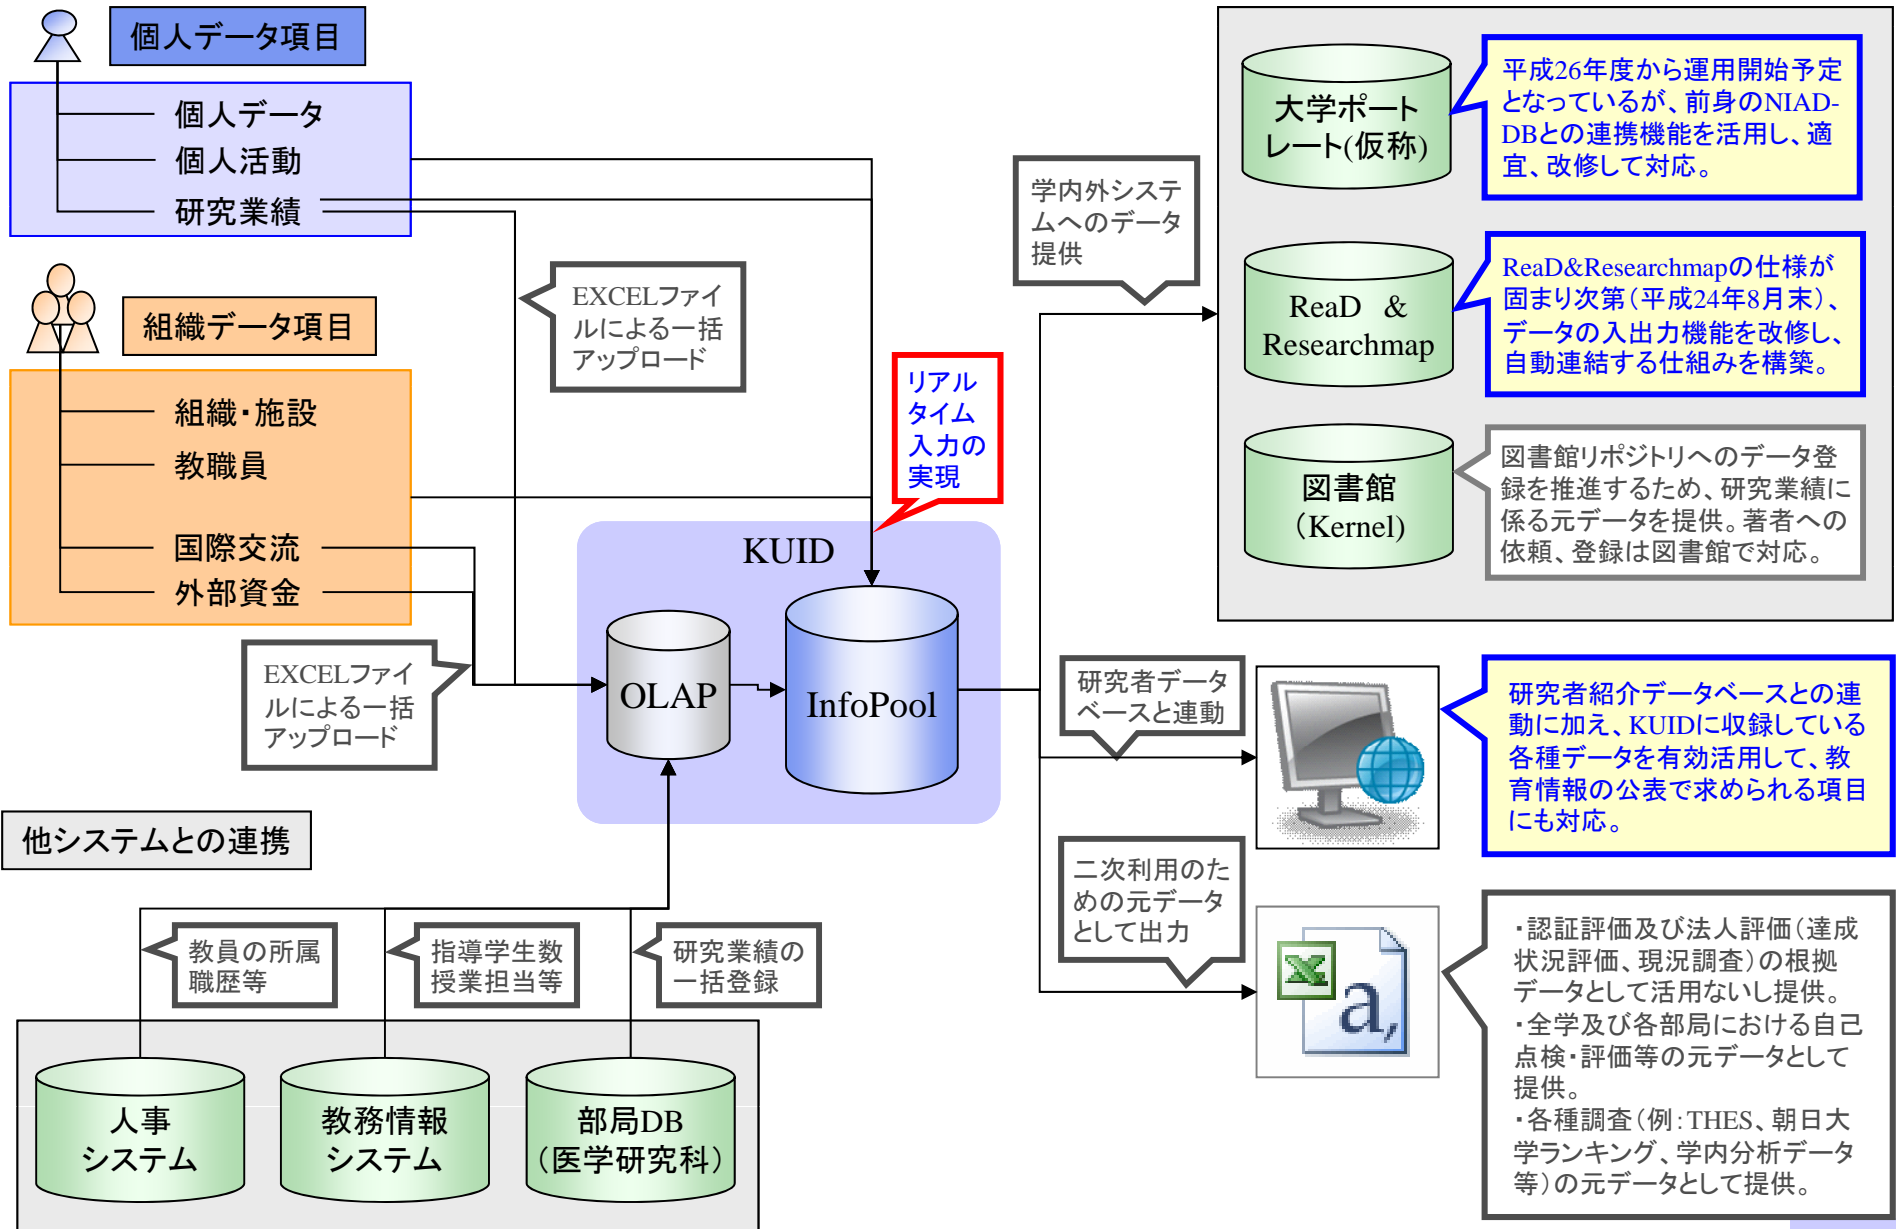 個人データ項目
個人データ
個人活動
研究業績
組織データ項目
組織・施設
教職員
国際交流
外部資金
EXCELファイ
ルによる一括
アップロード
EXCELファイ
ルによる一括
アップロード
リアル
タイム
入力の
実現
KUID
OLAP
InfoPool
他システムとの連携
教員の所属
職歴等
指導学生数
授業担当等
研究業績の
一括登録
人事
システム
教務情報
システム
部局DB
(医学研究科)
学内外システ
ムへのデータ
提供
大学ポート
レート(仮称)
平成26年度から運用開始予定
となっているが、前身のNIAD-
DBとの連携機能を活用し、適
宜、改修して対応。
ReaD &
Researchmap
ReaD&Researchmapの仕様が
固まり次第(平成24年8月末)、
データの入出力機能を改修し、
自動連結する仕組みを構築。
図書館
(Kernel)
図書館リポジトリへのデータ登
録を推進するため、研究業績に
係る元データを提供。著者への
依頼、登録は図書館で対応。
研究者データ
ベースと連動
研究者紹介データベースとの連
動に加え、KUIDに収録している
各種データを有効活用して、教
育情報の公表で求められる項目
にも対応。
二次利用のた
めの元データ
として出力
a,
・認証評価及び法人評価(達成
状況評価、現況調査)の根拠
データとして活用ないし提供。
・全学及び各部局における自己
点検・評価等の元データとして
提供。
・各種調査(例:THES、朝日大
学ランキング、学内分析データ
等)の元データとして提供。